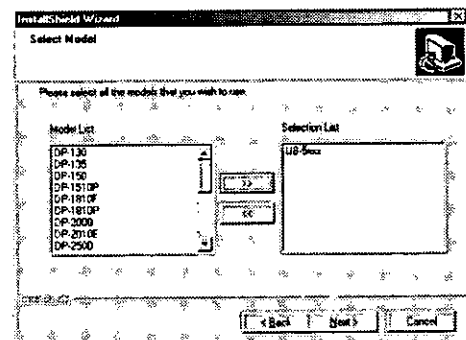 InstallShield Wizard
Select Model
Please select all the models that you wish to use.
Model List
Selection List
DP-130
DP-135
DP-150
DP-1510P
DP-1810F
DP-1810P
DP-2000
DP-2010E
DP-2500
UB-5xxx
>>
<<
< Back
Next >
Cancel